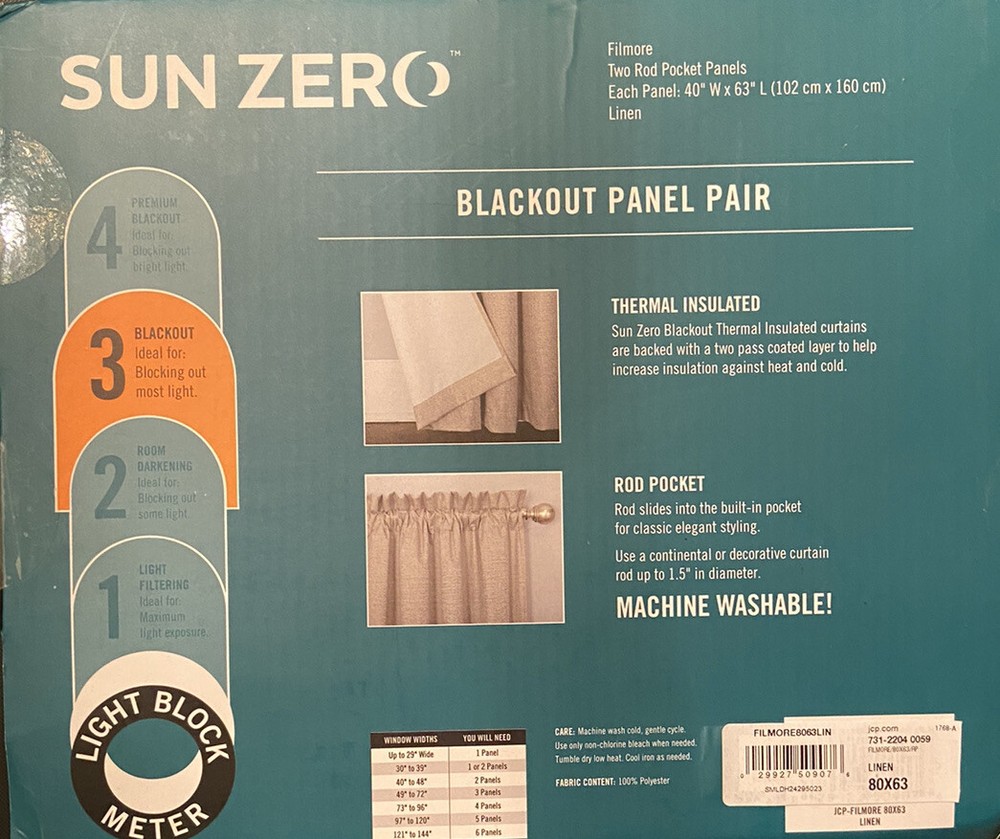 SUN ZERO™
Filmore
Two Rod Pocket Panels
Each Panel: 40" W x 63" L (102 cm x 160 cm)
Linen
BLACKOUT PANEL PAIR
4
PREMIUM
BLACKOUT
Ideal for:
Blocking out
bright light.
3
BLACKOUT
Ideal for:
Blocking out
most light.
2
ROOM
DARKENING
Ideal for:
Blocking out
some light.
1
LIGHT
FILTERING
Ideal for:
Maximum
light exposure.
LIGHT BLOCK
METER
THERMAL INSULATED
Sun Zero Blackout Thermal Insulated curtains
are backed with a two pass coated layer to help
increase insulation against heat and cold.
ROD POCKET
Rod slides into the built-in pocket
for classic elegant styling.
Use a continental or decorative curtain
rod up to 1.5" in diameter.
MACHINE WASHABLE!
WINDOW WIDTHS YOU WILL NEED
Up to 29" Wide 1 Panel
30" to 39" 1 or 2 Panels
40" to 48" 2 Panels
49" to 72" 3 Panels
73" to 96" 4 Panels
97" to 120" 5 Panels
121" to 144" 6 Panels
CARE: Machine wash cold, gentle cycle.
Use only non-chlorine bleach when needed.
Tumble dry low heat. Cool iron as needed.
FABRIC CONTENT: 100% Polyester
FILMORE8063LIN
0 29927 50907 6
SMLDH24295023
jcp.com 1768-A
731-2204 0059
FILMORE/80X63/RP
LINEN
80X63
JCP-FILMORE 80X63
LINEN